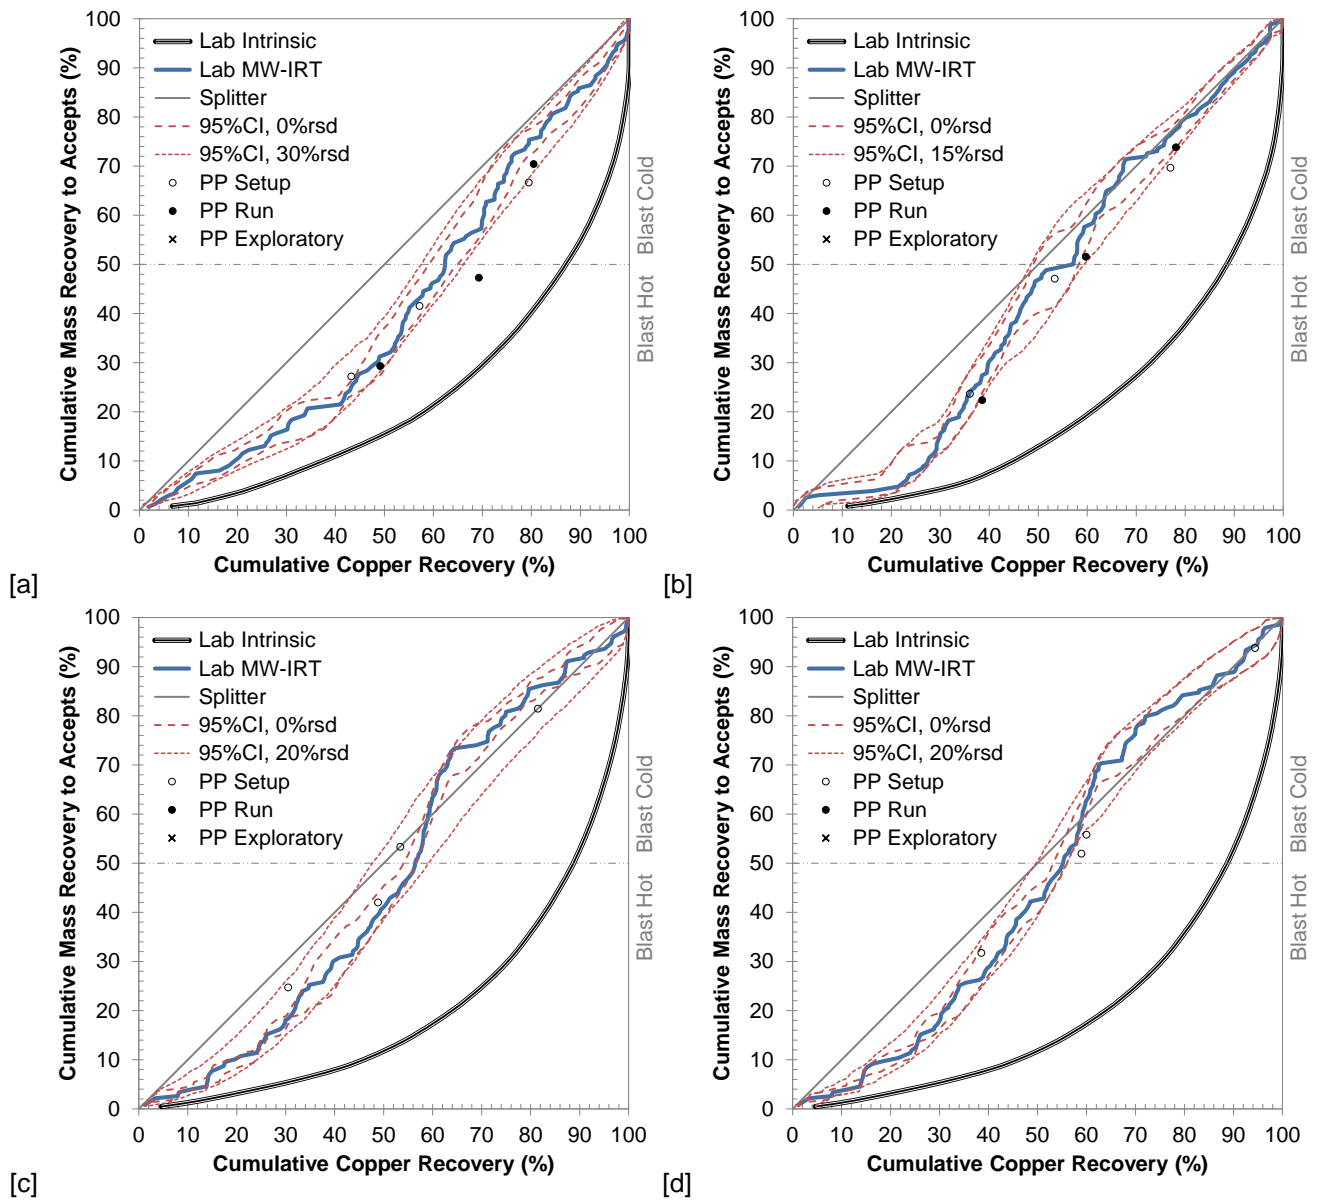 Cumulative Mass Recovery to Accepts (%)
100
90
80
70
60
50
40
30
20
10
0
Lab Intrinsic
Lab MW-IRT
Splitter
95%CI, 0%rsd
95%CI, 30%rsd
PP Setup
PP Run
PP Exploratory
Blast Cold
Blast Hot
0 10 20 30 40 50 60 70 80 90 100
Cumulative Copper Recovery (%)
[a]
Cumulative Mass Recovery to Accepts (%)
100
90
80
70
60
50
40
30
20
10
0
Lab Intrinsic
Lab MW-IRT
Splitter
95%CI, 0%rsd
95%CI, 15%rsd
PP Setup
PP Run
PP Exploratory
Blast Cold
Blast Hot
0 10 20 30 40 50 60 70 80 90 100
Cumulative Copper Recovery (%)
[b]
Cumulative Mass Recovery to Accepts (%)
100
90
80
70
60
50
40
30
20
10
0
Lab Intrinsic
Lab MW-IRT
Splitter
95%CI, 0%rsd
95%CI, 20%rsd
PP Setup
PP Run
PP Exploratory
Blast Cold
Blast Hot
0 10 20 30 40 50 60 70 80 90 100
Cumulative Copper Recovery (%)
[c]
Cumulative Mass Recovery to Accepts (%)
100
90
80
70
60
50
40
30
20
10
0
Lab Intrinsic
Lab MW-IRT
Splitter
95%CI, 0%rsd
95%CI, 20%rsd
PP Setup
PP Run
PP Exploratory
Blast Cold
Blast Hot
0 10 20 30 40 50 60 70 80 90 100
Cumulative Copper Recovery (%)
[d]